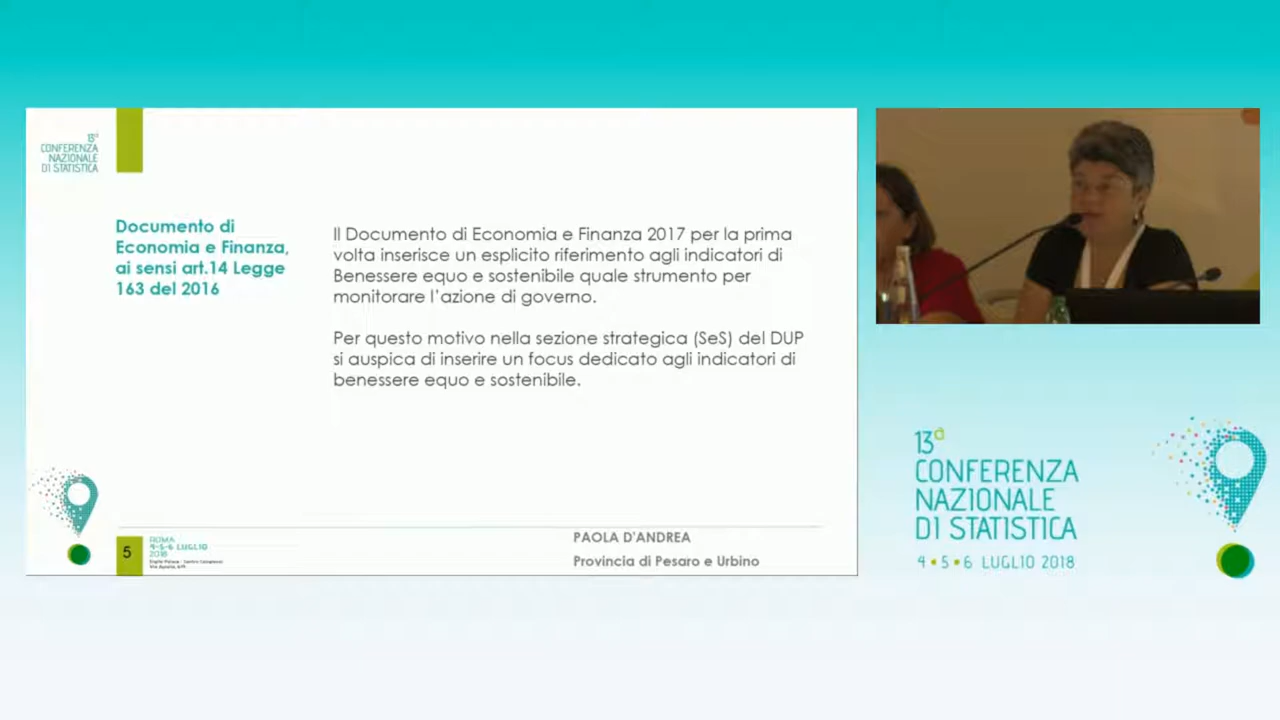 13ª
CONFERENZA
NAZIONALE
DI STATISTICA
Documento di
Economia e Finanza,
ai sensi art.14 Legge
163 del 2016
Il Documento di Economia e Finanza 2017 per la prima
volta inserisce un esplicito riferimento agli indicatori di
Benessere equo e sostenibile quale strumento per
monitorare l'azione di governo.
Per questo motivo nella sezione strategica (SeS) del DUP
si auspica di inserire un focus dedicato agli indicatori di
benessere equo e sostenibile.
5
ROMA
4-5-6 LUGLIO
2018
PAOLA D'ANDREA
Provincia di Pesaro e Urbino
13ª
CONFERENZA
NAZIONALE
DI STATISTICA
4•5•6 LUGLIO 2018